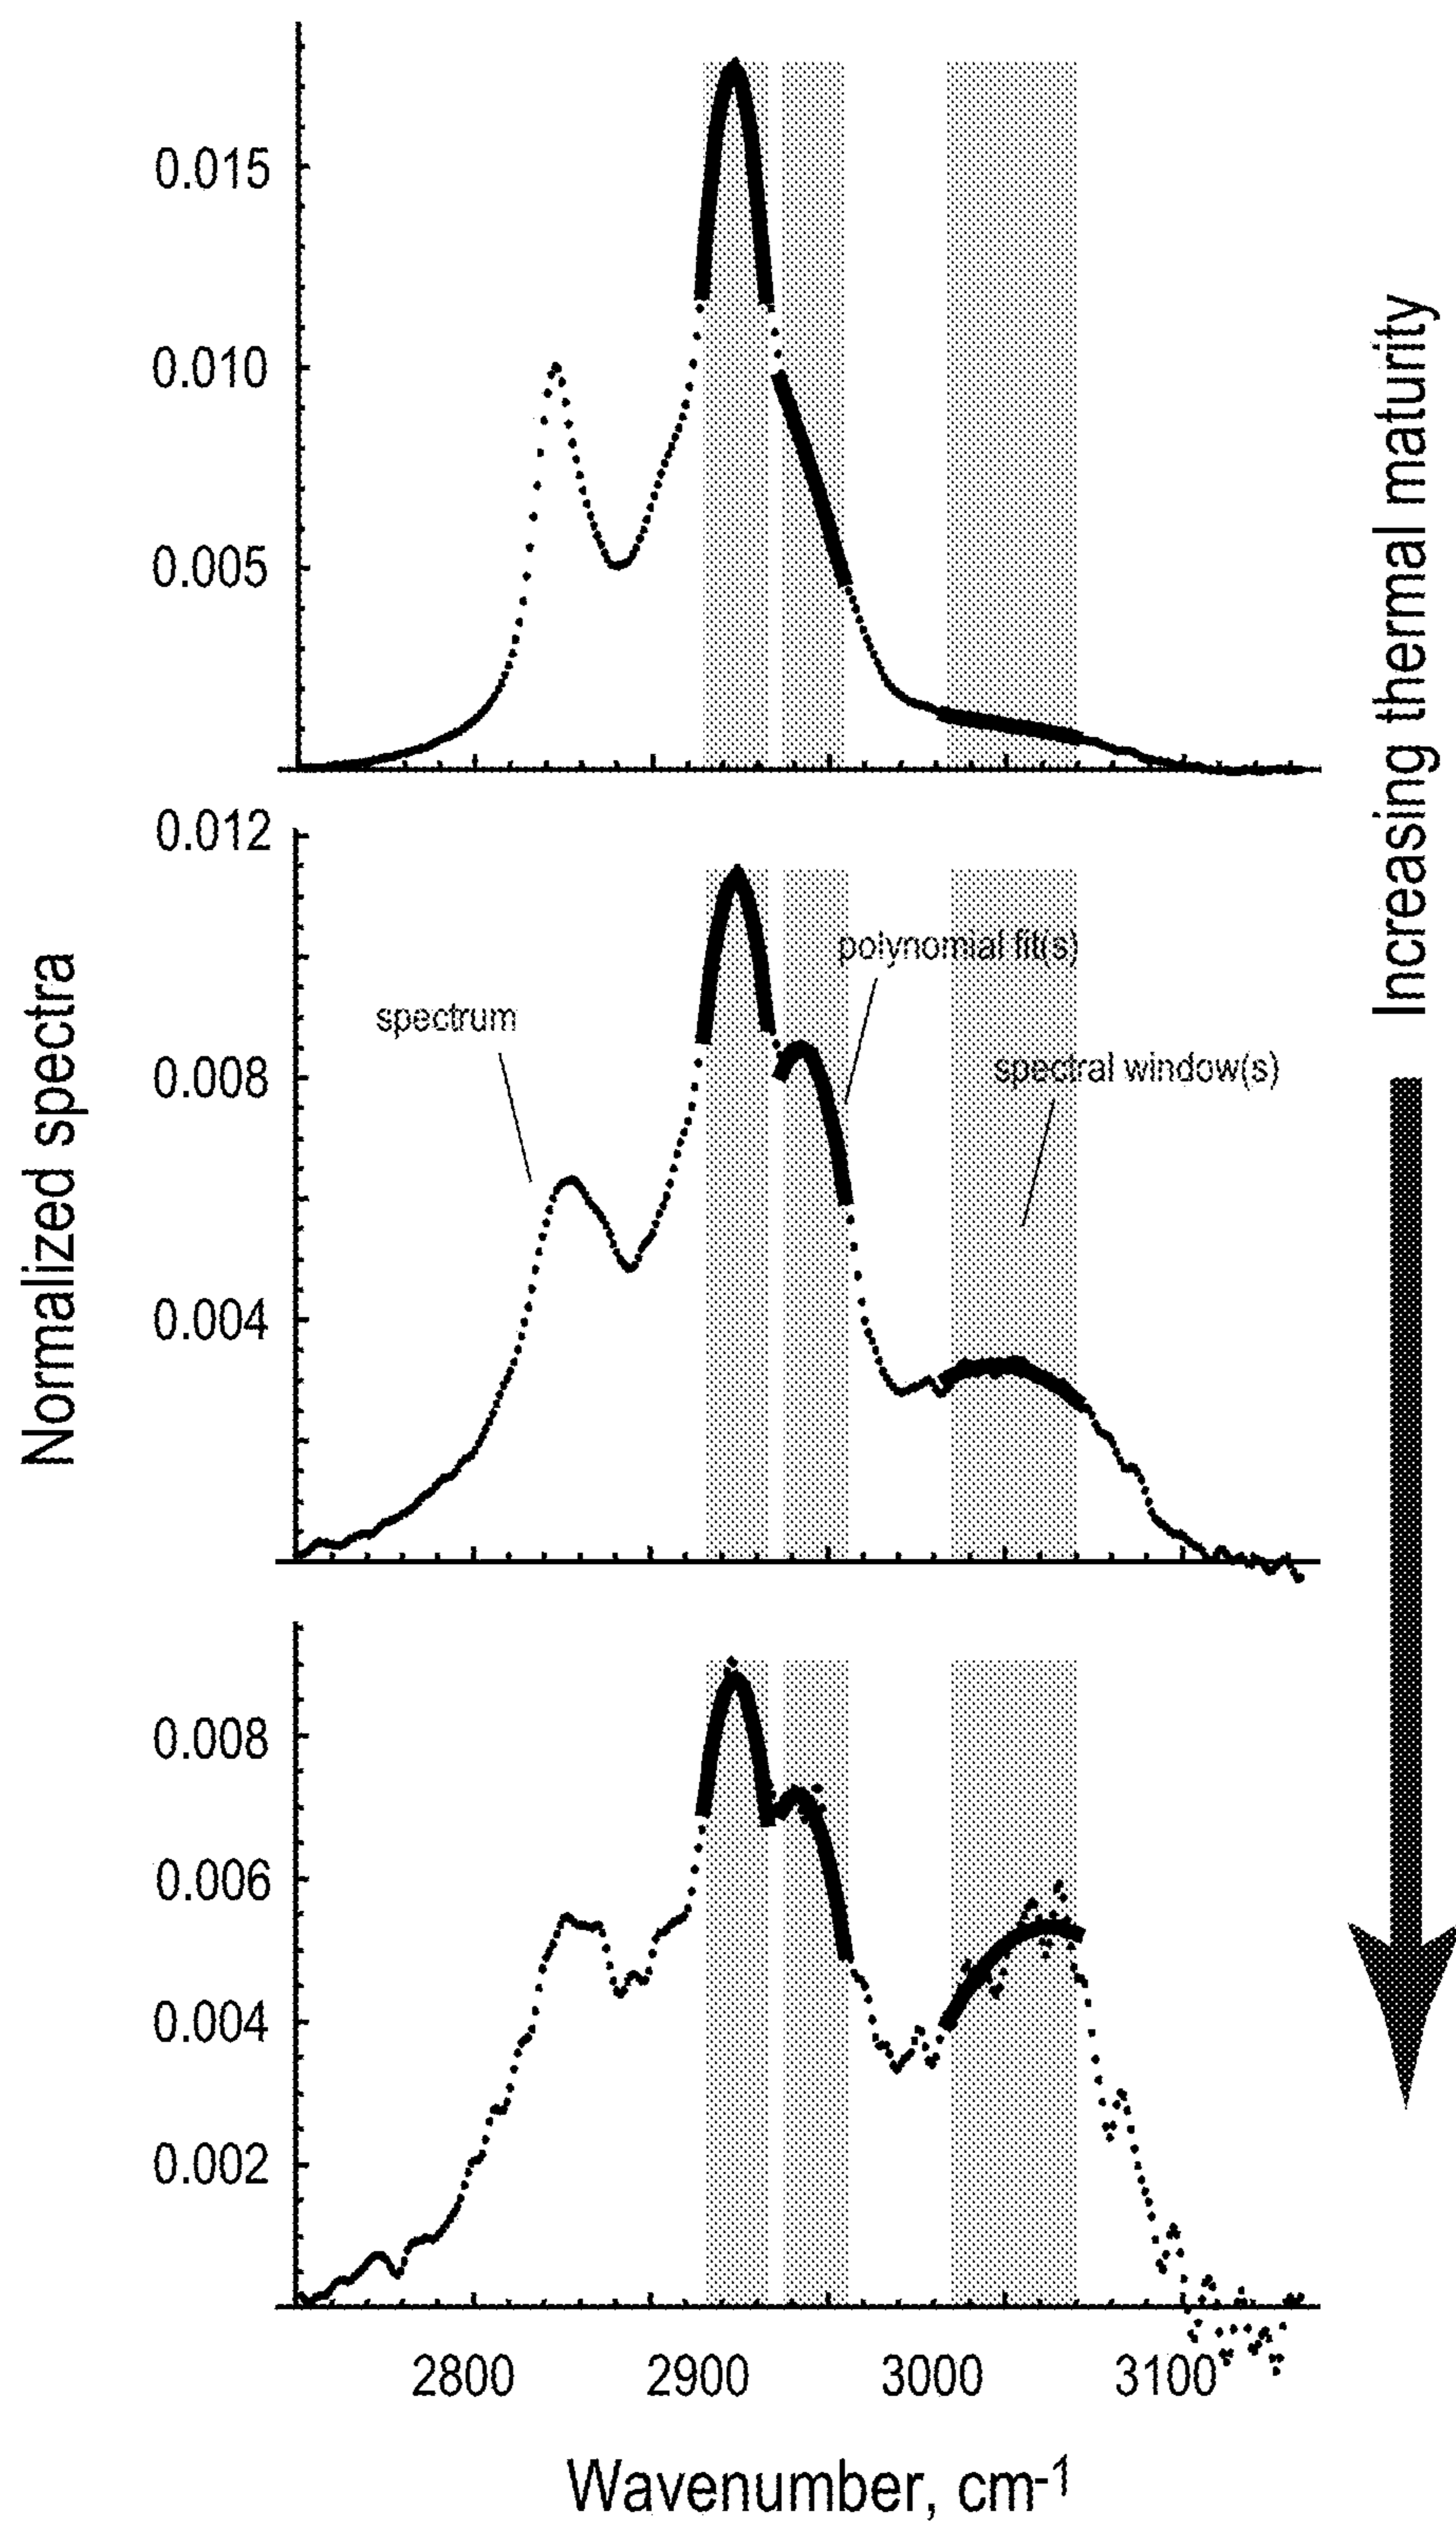 0.015
0.010
0.005
0.012
0.008
0.004
polynomial fit(s)
spectrum
spectral window(s)
0.008
0.006
0.004
0.002
2800 2900 3000 3100
Wavenumber, cm-1
Normalized spectra
Increasing thermal maturity